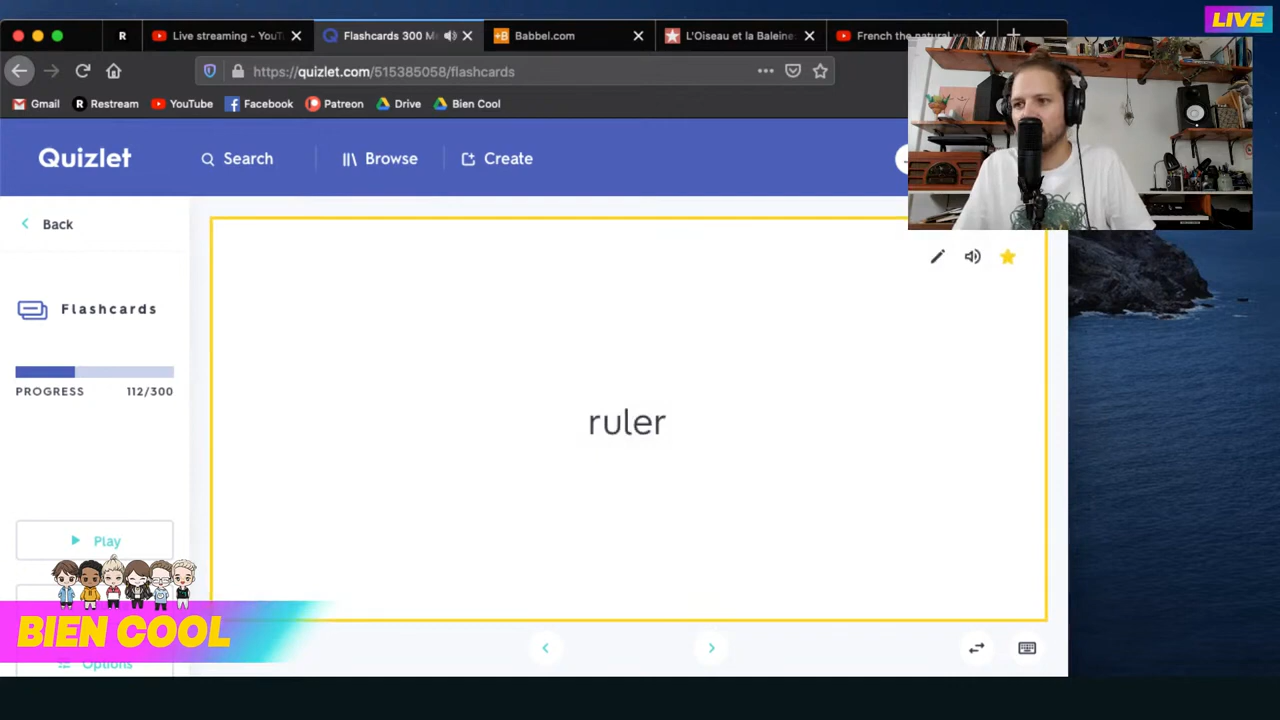 LIVE
R
Live streaming - YouT
Flashcards 300 M
Babbel.com
L'Oiseau et la Baleine
French the natural w
https://quizlet.com/515385058/flashcards
Gmail
Restream
YouTube
Facebook
Patreon
Drive
Bien Cool
Quizlet
Search
Browse
Create
Back
Flashcards
PROGRESS 112/300
ruler
Play
BIEN COOL
Options